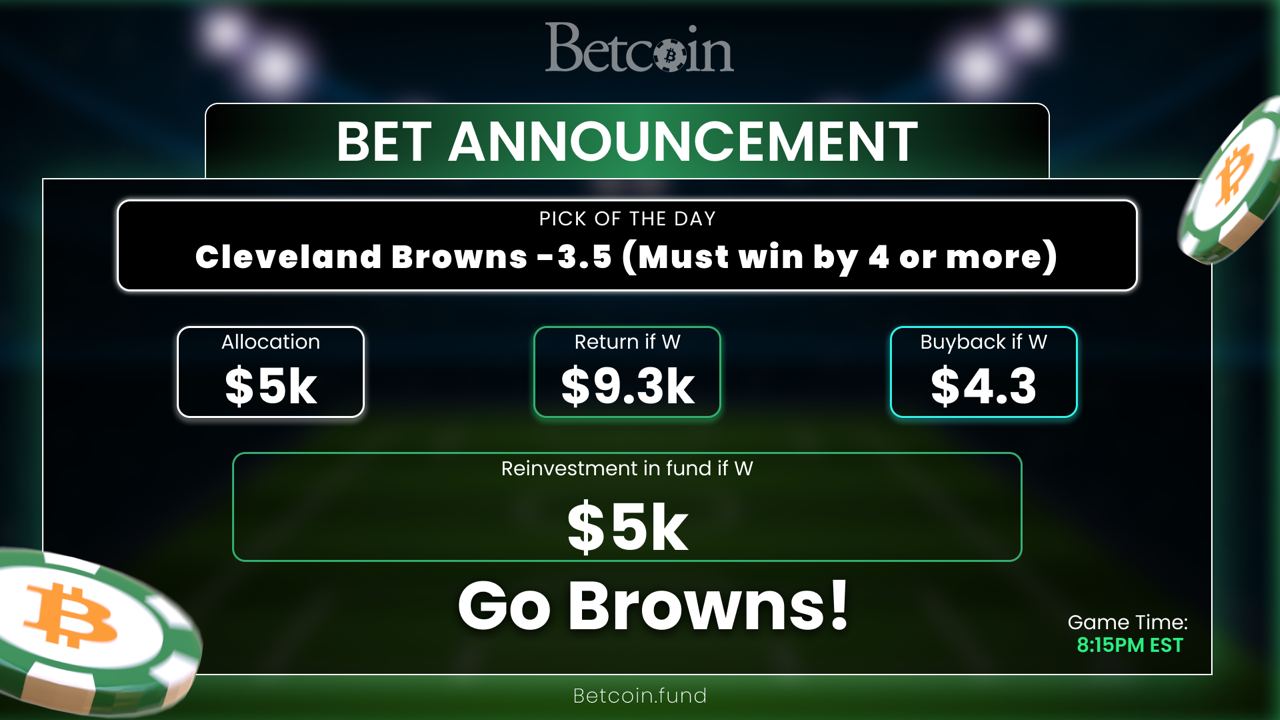 Betcoin
BET ANNOUNCEMENT
PICK OF THE DAY
Cleveland Browns -3.5 (Must win by 4 or more)
Allocation
$5k
Return if W
$9.3k
Buyback if W
$4.3
Reinvestment in fund if W
$5k
Go Browns!
Game Time:
8:15PM EST
Betcoin.fund